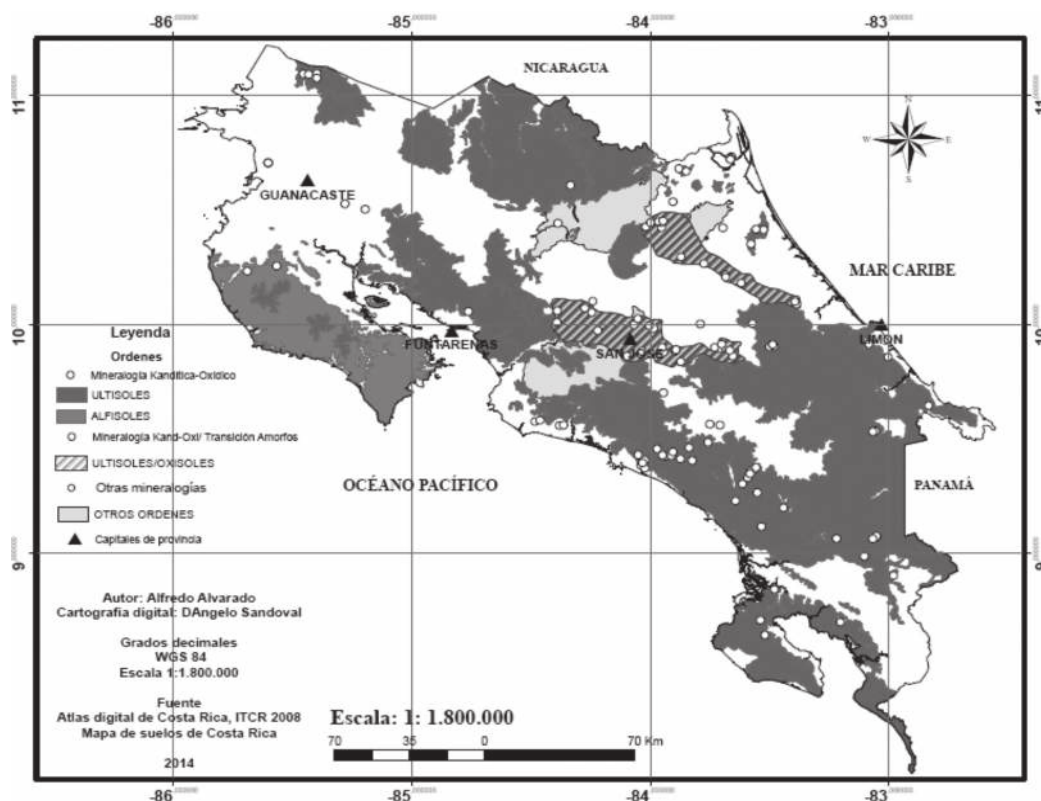 -86
-85
-84
-83
NICARAGUA
11
11
N
W
E
S
GUANACASTE
MAR CARIBE
10
10
Leyenda
PUNTARENAS
SAN JOSE
LIMON
Ordenes
Mineralogía Kandítica-Oxídico
ULTISOLES
ALFISOLES
Mineralogía Kand-Oxi/ Transición Amorfos
ULTISOLES/OXISOLES
Otras mineralogías
OTROS ORDENES
Capitales de provincia
OCÉANO PACÍFICO
PANAMÁ
9
9
Autor: Alfredo Alvarado
Cartografia digital: DAngelo Sandoval
Grados decimales
WGS 84
Escala 1:1.800.000
Fuente
Atlas digital de Costa Rica, ITCR 2008
Mapa de suelos de Costa Rica
2014
Escala: 1: 1.800.000
70 35 0 70 Km
-86
-85
-84
-83